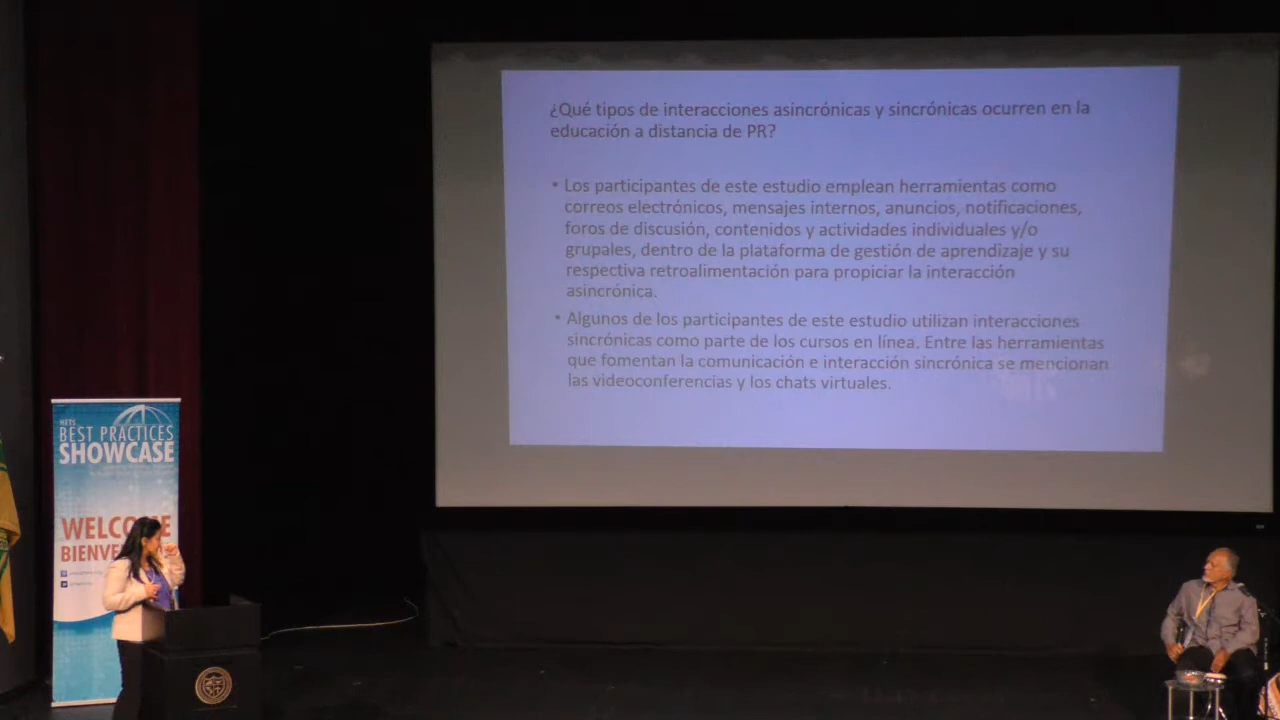 ¿Qué tipos de interacciones asincrónicas y sincrónicas ocurren en la
educación a distancia de PR?
• Los participantes de este estudio emplean herramientas como
correos electrónicos, mensajes internos, anuncios, notificaciones,
foros de discusión, contenidos y actividades individuales y/o
grupales, dentro de la plataforma de gestión de aprendizaje y su
respectiva retroalimentación para propiciar la interacción
asincrónica.
• Algunos de los participantes de este estudio utilizan interacciones
sincrónicas como parte de los cursos en línea. Entre las herramientas
que fomentan la comunicación e interacción sincrónica se mencionan
las videoconferencias y los chats virtuales.
HETS
BEST PRACTICES
SHOWCASE